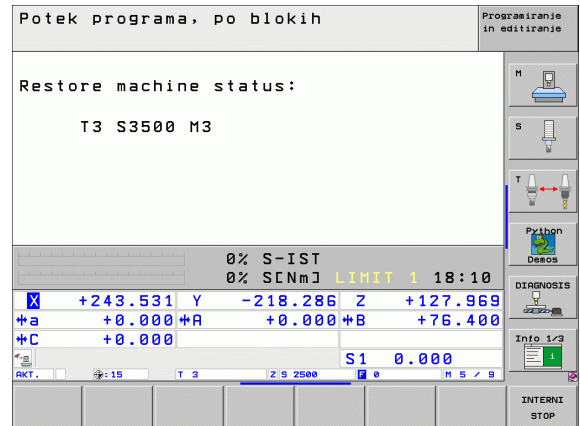 Potek programa, po blokih
Programiranje
in editiranje
Restore machine status:
T3 S3500 M3
M
S
T
Python
Demos
DIAGNOSIS
Info 1/3
0% S-IST
0% S[Nm] LIMIT 1 18:10
X +243.531 Y -218.286 Z +127.969
a +0.000 A +0.000 B +76.400
C +0.000
S1 0.000
AKT. :15 T 3 Z S 2500 F 0 M 5 / 9
INTERNI
STOP